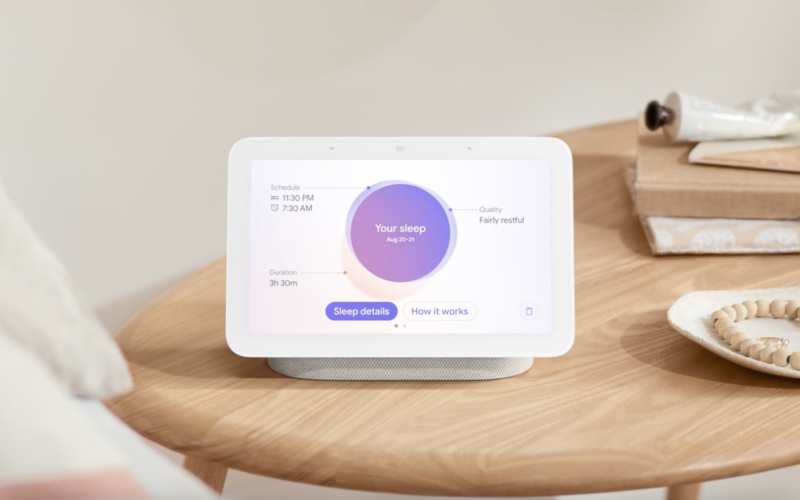 Schedule
11:30 PM
7:30 AM
Your sleep
Aug 20–21
Quality
Fairly restful
Duration
3h 30m
Sleep details
How it works